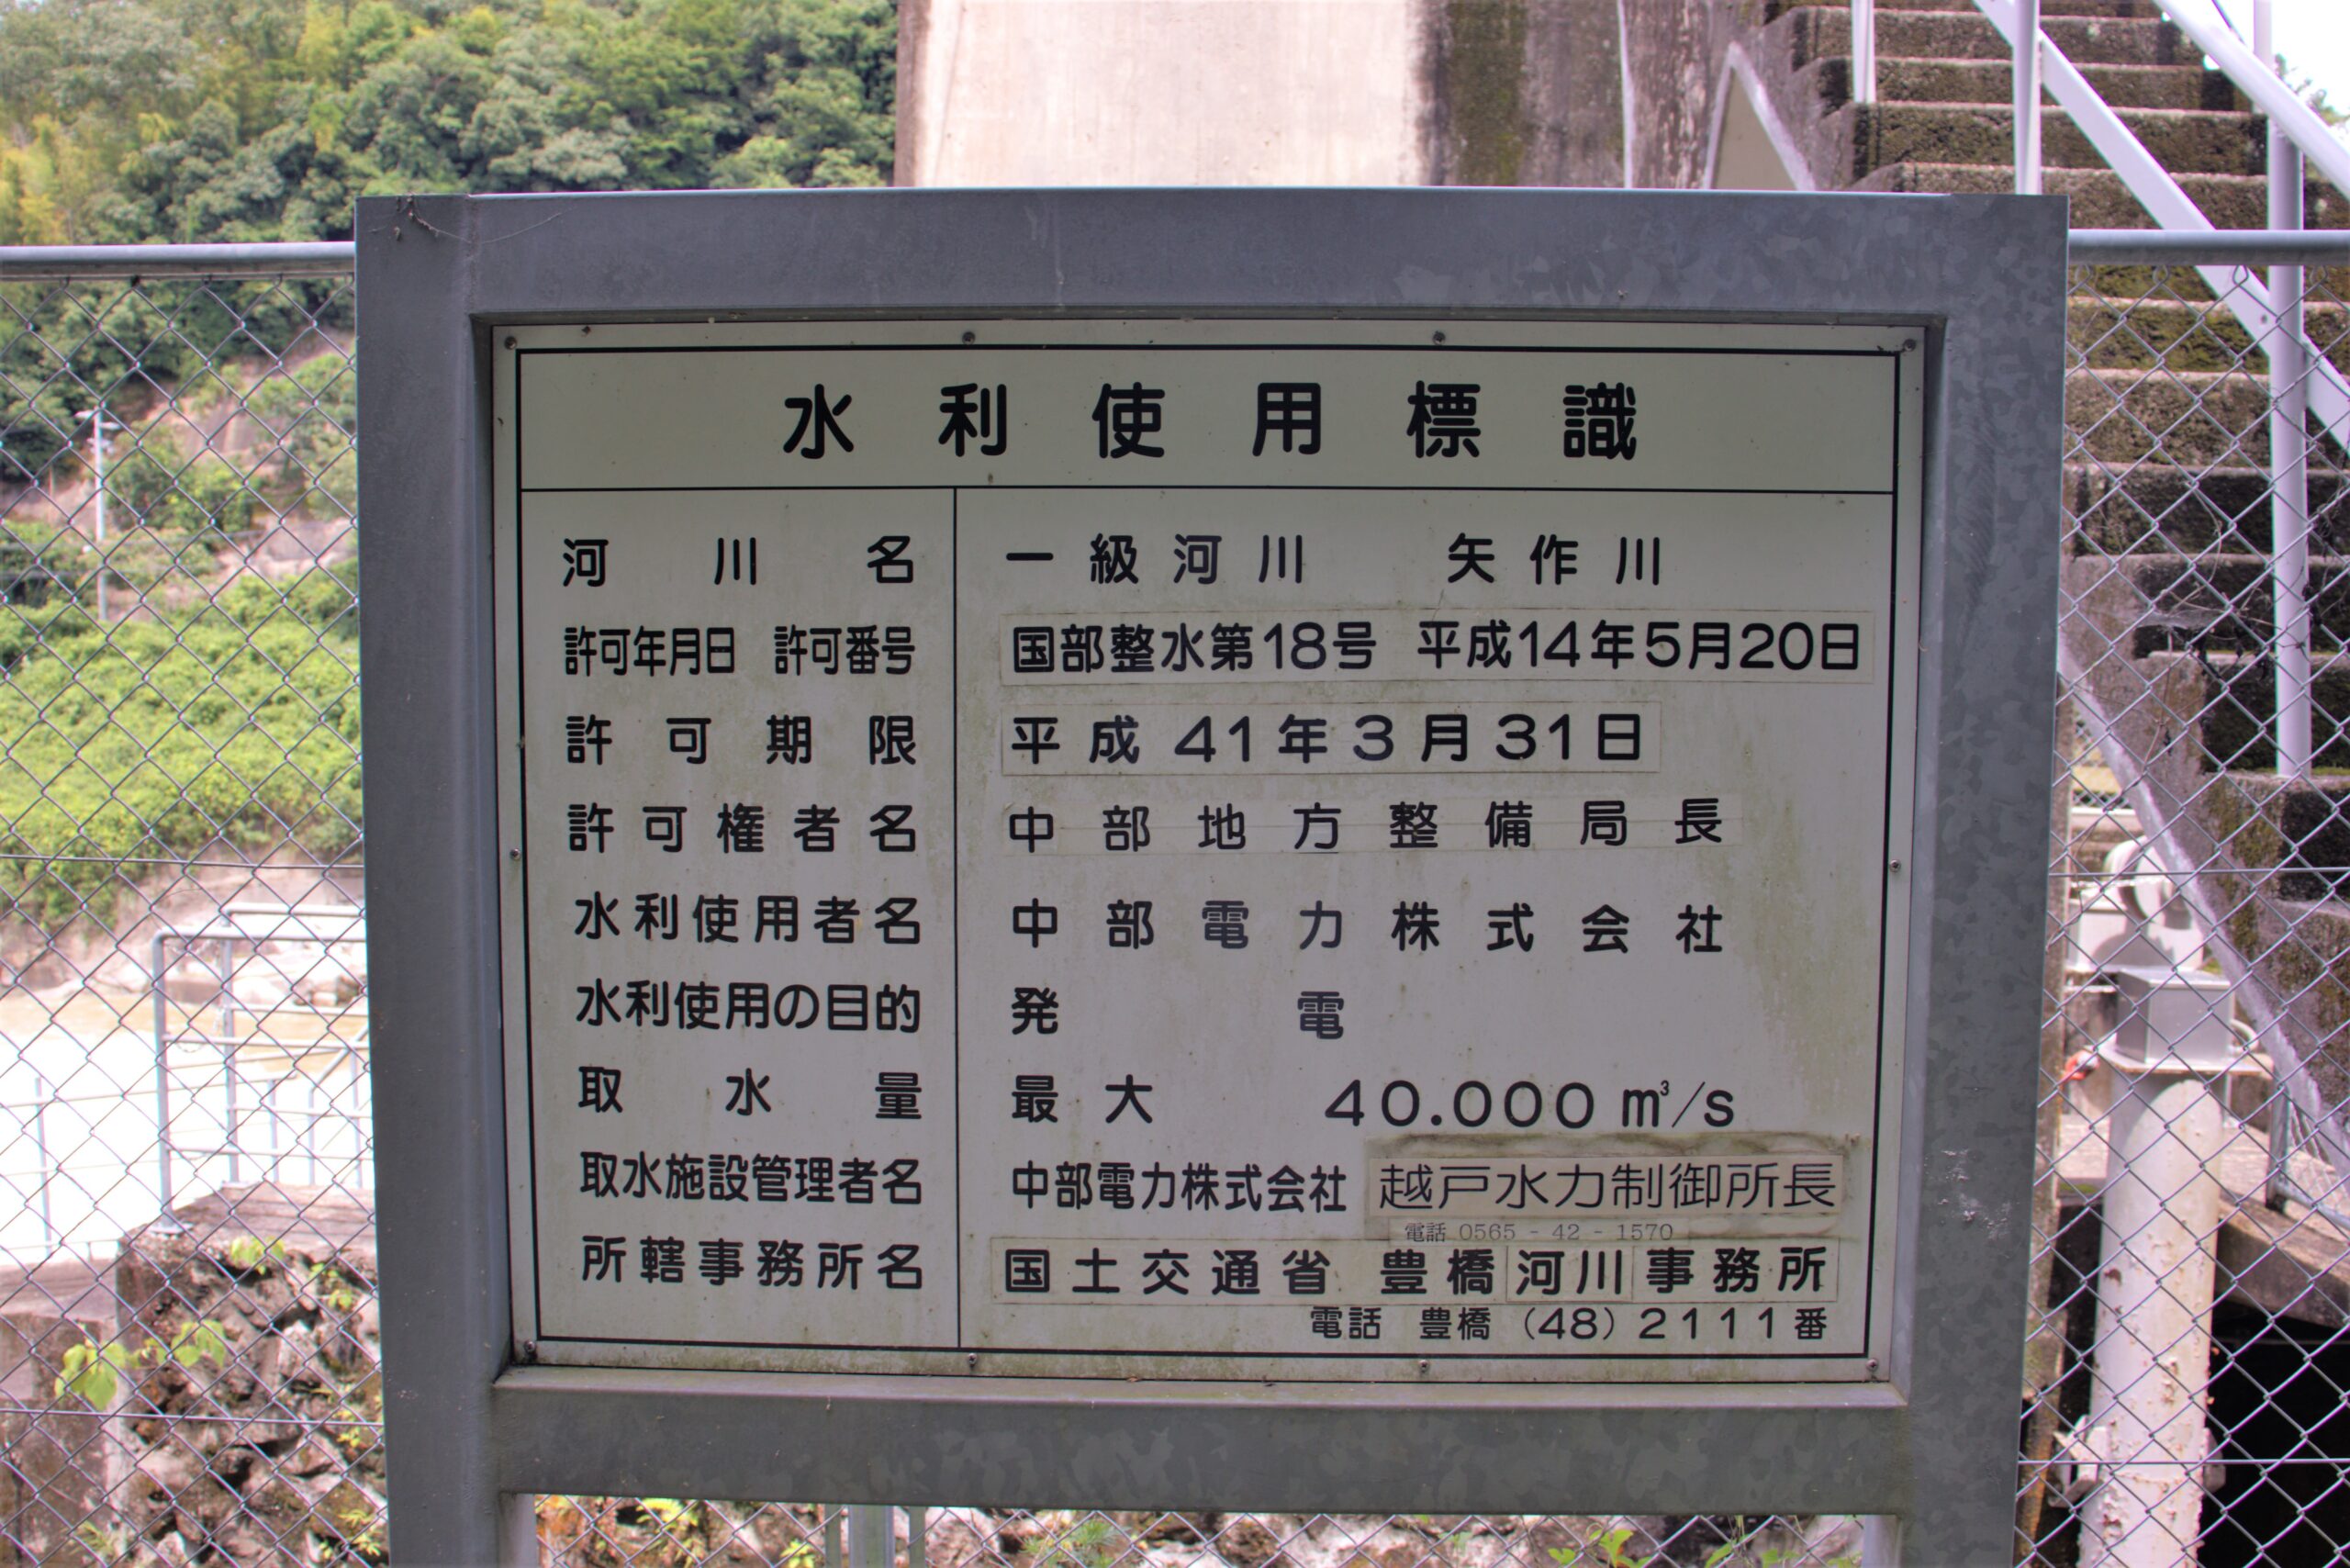 水利使用標識
河川名 一級河川 矢作川
許可年月日 許可番号 国部整水第18号 平成14年5月20日
許可期限 平成41年3月31日
許可権者名 中部地方整備局長
水利使用者名 中部電力株式会社
水利使用の目的 発電
取水量 最大 40.000㎥/s
取水施設管理者名 中部電力株式会社 越戸水力制御所長
電話 0565-42-1570
所轄事務所名 国土交通省 豊橋河川事務所
電話 豊橋 (48) 2111番